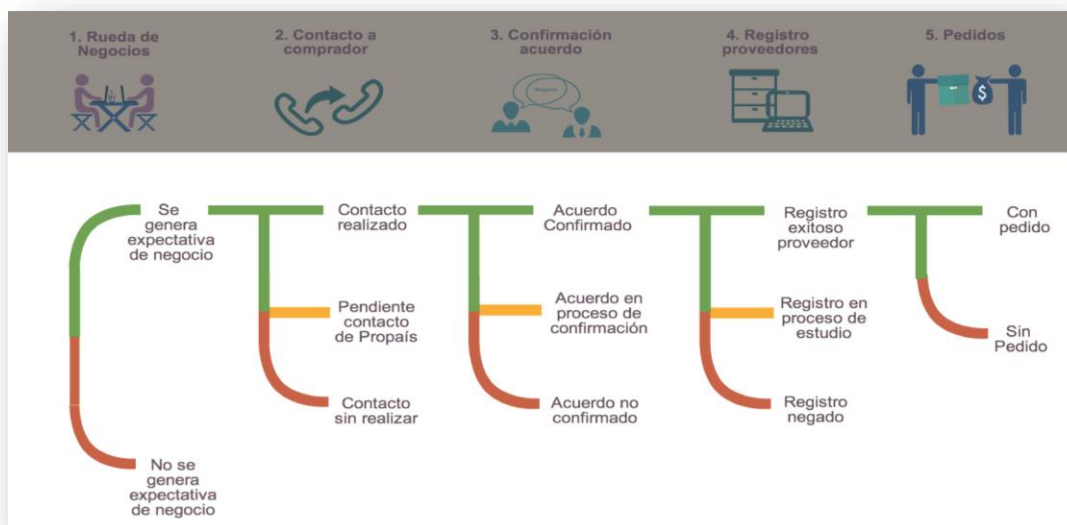 1. Rueda de
Negocios
2. Contacto a
comprador
3. Confirmación
acuerdo
4. Registro
proveedores
5. Pedidos
Se
genera
expectativa
de negocio
Contacto
realizado
Acuerdo
Confirmado
Registro
exitoso
proveedor
Con
pedido
Pendiente
contacto
de Propaís
Acuerdo en
proceso de
confirmación
Registro en
proceso de
estudio
Sin
Pedido
Contacto
sin realizar
Acuerdo no
confirmado
Registro
negado
No se
genera
expectativa
de negocio